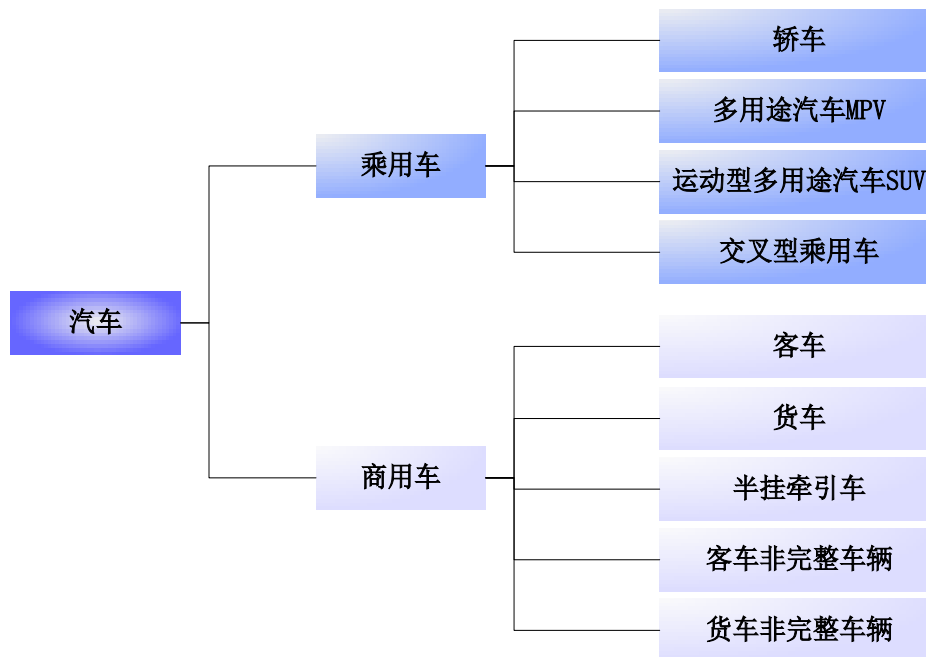 汽车
乘用车
轿车
多用途汽车MPV
运动型多用途汽车SUV
交叉型乘用车
商用车
客车
货车
半挂牵引车
客车非完整车辆
货车非完整车辆